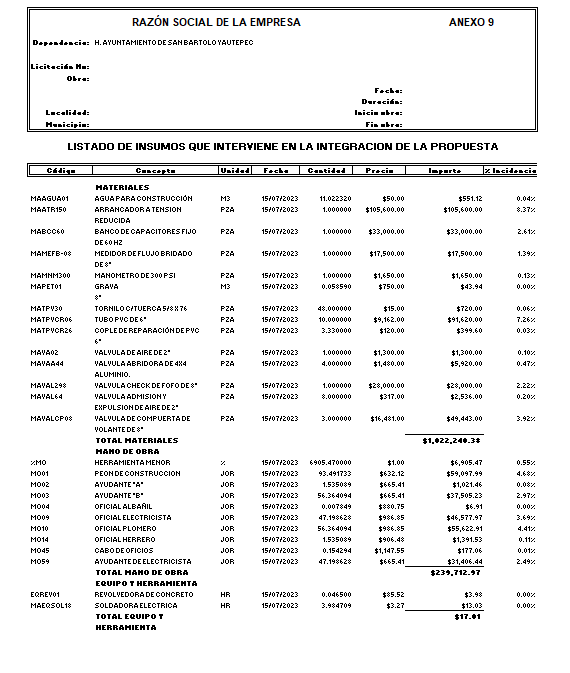 RAZÓN SOCIAL DE LA EMPRESA ANEXO 9
Dependencia: H. AYUNTAMIENTO DE SAN BARTOLO YAUTEPEC
Licitación No:
Obra:
Fecha:
Duración:
Localidad: Inicio obra:
Municipio: Fin obra:
LISTADO DE INSUMOS QUE INTERVIENE EN LA INTEGRACION DE LA PROPUESTA
Código Concepto Unidad Fecha Cantidad Precio Importe % Incidencia
MATERIALES
MAAGUA01 AGUA PARA CONSTRUCCIÓN M3 15/07/2023 11.022320 $50.00 $551.12 0.04%
MAATR150 ARRANCADOR A TENSION PZA 15/07/2023 1.000000 $105,600.00 $105,600.00 8.37%
REDUCIDA
MABCC60 BANCO DE CAPACITORES FIJO PZA 15/07/2023 1.000000 $33,000.00 $33,000.00 2.61%
DE 60 HZ
MAMEFB-08 MEDIDOR DE FLUJO BRIDADO PZA 15/07/2023 1.000000 $17,500.00 $17,500.00 1.39%
DE 8"
MAMNM300 MANOMETRO DE 300 PSI PZA 15/07/2023 1.000000 $1,650.00 $1,650.00 0.13%
MAPET01 GRAVA M3 15/07/2023 0.058590 $750.00 $43.94 0.00%
8"
MATPV30 TORNILO C/TUERCA 5/8 X 76 PZA 15/07/2023 48.000000 $15.00 $720.00 0.06%
MATPVCR06 TUBO PVC DE 6" PZA 15/07/2023 10.000000 $9,162.00 $91,620.00 7.26%
MATPVCR26 COPLE DE REPARACIÓN DE PVC PZA 15/07/2023 3.330000 $120.00 $399.60 0.03%
6"
MAVA02 VALVULA DE AIRE DE 2" PZA 15/07/2023 1.000000 $1,300.00 $1,300.00 0.10%
MAVAA44 VALVULA ABRIDORA DE 4X4 PZA 15/07/2023 4.000000 $1,480.00 $5,920.00 0.47%
ALUMINIO.
MAVAL298 VALVULA CHECK DE FOFO DE 8" PZA 15/07/2023 1.000000 $28,000.00 $28,000.00 2.22%
MAVAL64 VALVULA ADMISION Y PZA 15/07/2023 8.000000 $317.00 $2,536.00 0.20%
EXPULSION DE AIRE DE 2"
MAVALCP08 VALVULA DE COMPUERTA DE PZA 15/07/2023 3.000000 $16,481.00 $49,443.00 3.92%
VOLANTE DE 8"
TOTAL MATERIALES $1,022,240.38
MANO DE OBRA
%MO HERRAMIENTA MENOR % 15/07/2023 6905.470000 $1.00 $6,905.47 0.55%
MO01 PEON DE CONSTRUCCION JOR 15/07/2023 93.491733 $632.12 $59,097.99 4.68%
MO02 AYUDANTE "A" JOR 15/07/2023 1.535089 $665.41 $1,021.46 0.08%
MO03 AYUDANTE "B" JOR 15/07/2023 56.364094 $665.41 $37,505.23 2.97%
MO04 OFICIAL ALBAÑIL JOR 15/07/2023 0.007849 $880.75 $6.91 0.00%
MO09 OFICIAL ELECTRICISTA JOR 15/07/2023 47.198628 $986.85 $46,577.97 3.69%
MO10 OFICIAL PLOMERO JOR 15/07/2023 56.364094 $986.85 $55,622.91 4.41%
MO14 OFICIAL HERRERO JOR 15/07/2023 1.535089 $906.48 $1,391.53 0.11%
MO45 CABO DE OFICIOS JOR 15/07/2023 0.154294 $1,147.55 $177.06 0.01%
MO59 AYUDANTE DE ELECTRICISTA JOR 15/07/2023 47.198628 $665.41 $31,406.44 2.49%
TOTAL MANO DE OBRA $239,712.97
EQUIPO Y HERRAMIENTA
EQREV01 REVOLVEDORA DE CONCRETO HR 15/07/2023 0.046500 $85.52 $3.98 0.00%
MAEQSOL18 SOLDADORA ELECTRICA HR 15/07/2023 3.984709 $3.27 $13.03 0.00%
TOTAL EQUIPO Y $17.01
HERRAMIENTA